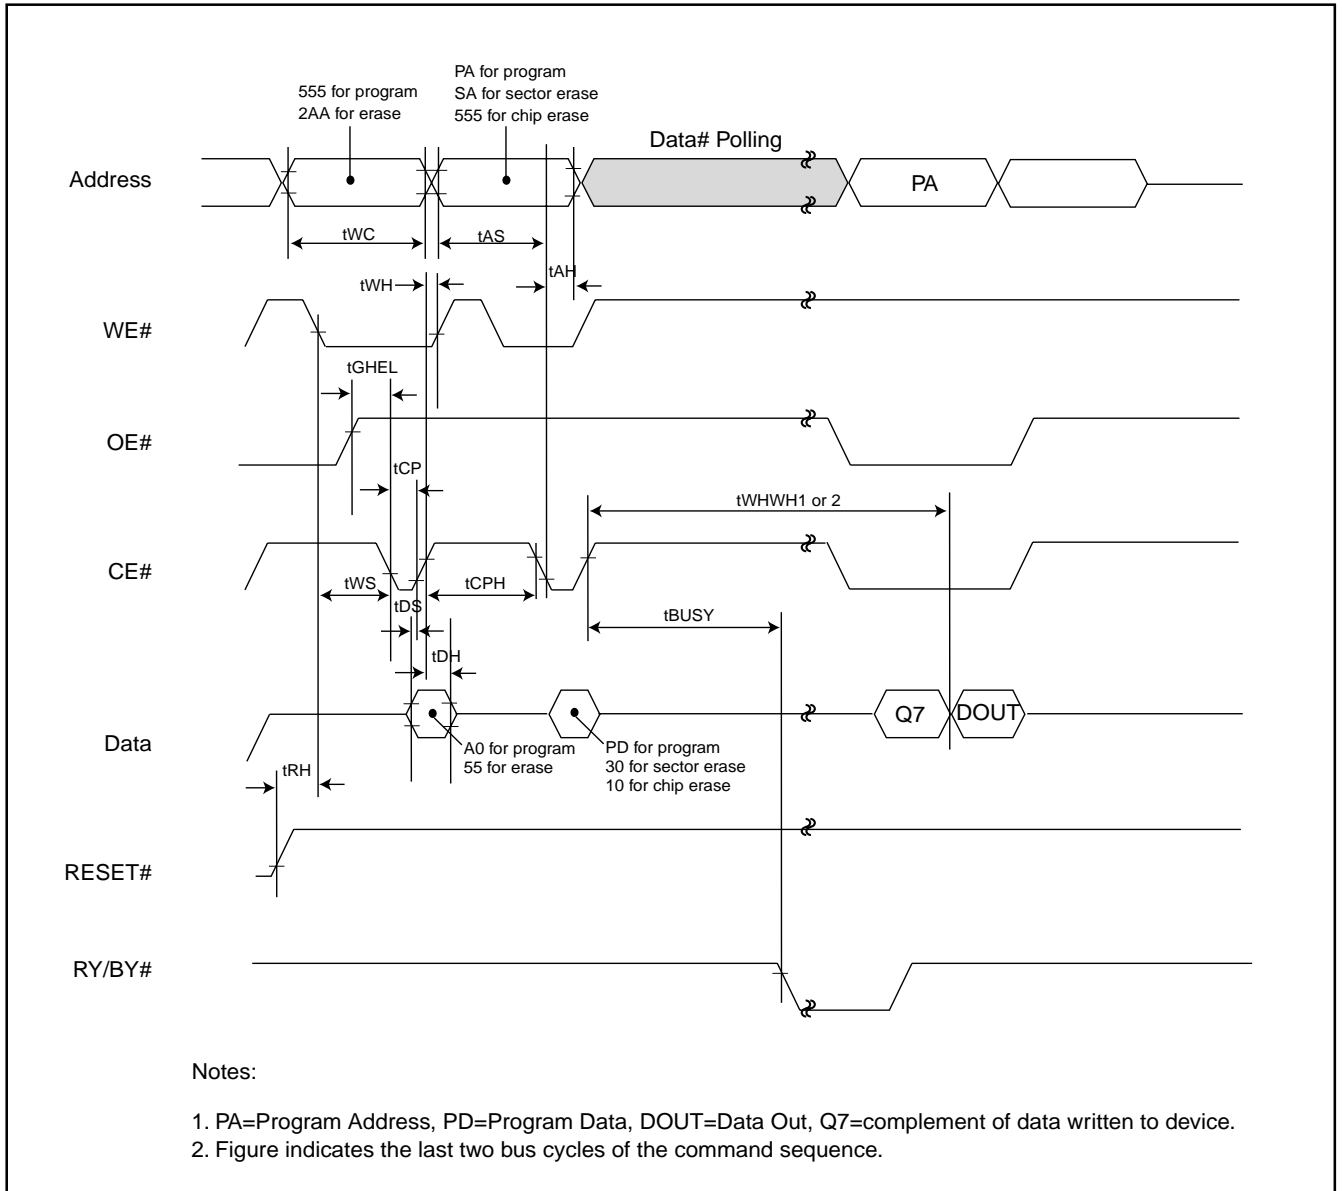 555 for program
2AA for erase
PA for program
SA for sector erase
555 for chip erase
Data# Polling
Address
PA
tWC
tAS
tAH
tWH
WE#
tGHEL
OE#
tCP
tWHWH1 or 2
CE#
tWS
tCPH
tDS
tBUSY
tDH
Q7
DOUT
Data
A0 for program
55 for erase
PD for program
30 for sector erase
10 for chip erase
tRH
RESET#
RY/BY#
Notes:
1. PA=Program Address, PD=Program Data, DOUT=Data Out, Q7=complement of data written to device.
2. Figure indicates the last two bus cycles of the command sequence.